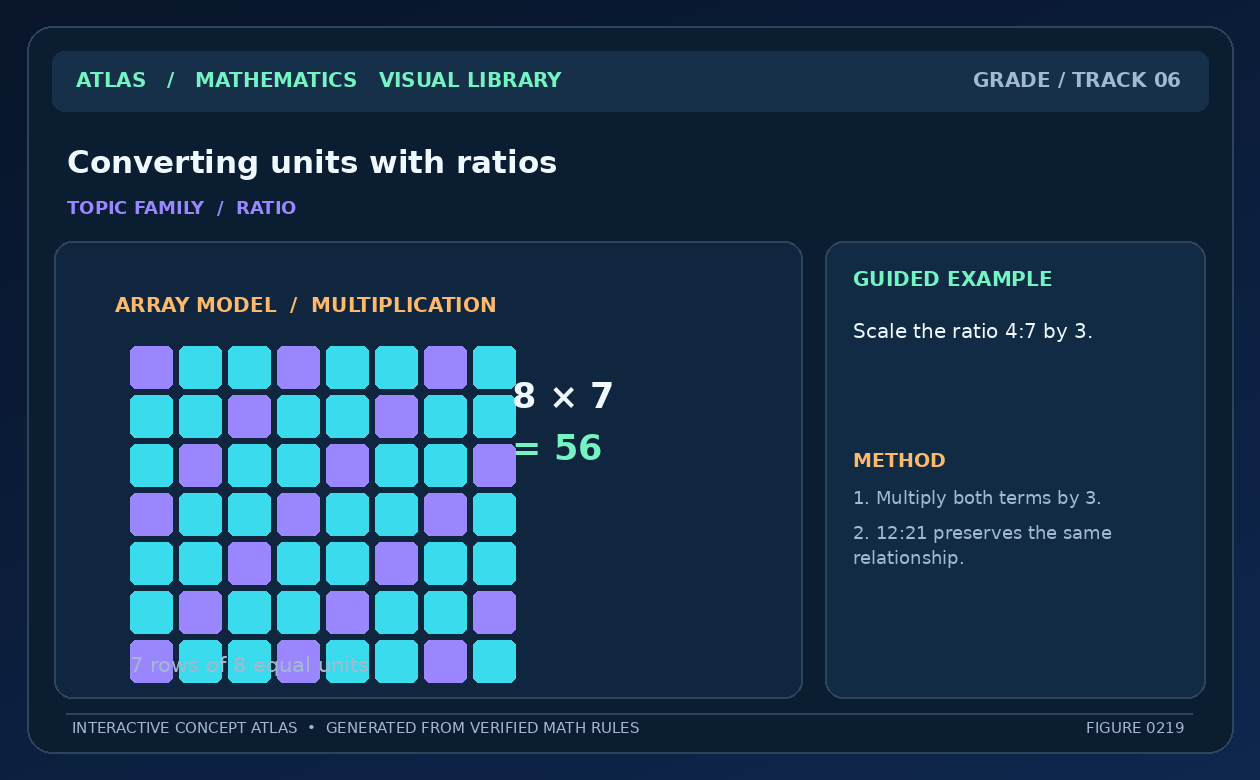 ATLAS / MATHEMATICS VISUAL LIBRARY
GRADE / TRACK 06
Converting units with ratios
TOPIC FAMILY / RATIO
ARRAY MODEL / MULTIPLICATION
8 × 7
= 56
7 rows of 8 equal units
GUIDED EXAMPLE
Scale the ratio 4:7 by 3.
METHOD
1. Multiply both terms by 3.
2. 12:21 preserves the same
relationship.
INTERACTIVE CONCEPT ATLAS • GENERATED FROM VERIFIED MATH RULES
FIGURE 0219